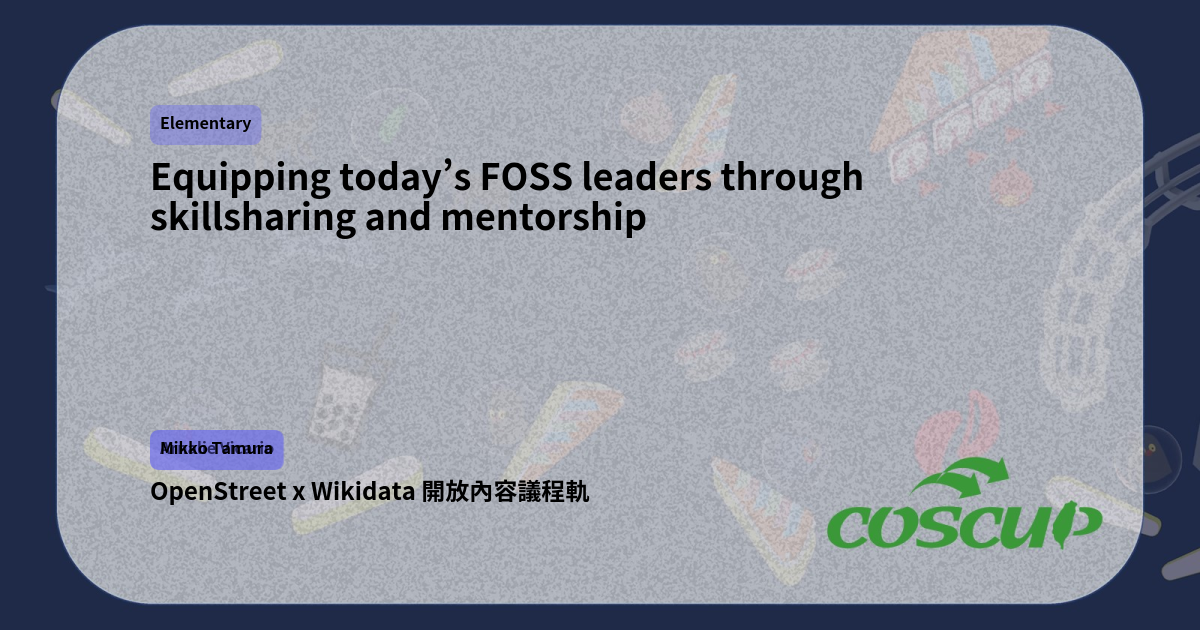 Elementary
Equipping today’s FOSS leaders through
skillsharing and mentorship
Mikko Tamura
OpenStreet x Wikidata 開放內容議程軌
COSCUP